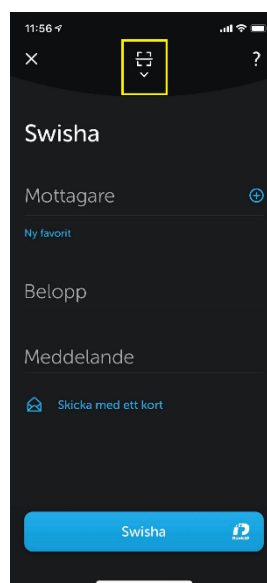 11:56
?
Swisha
Mottagare
Ny favorit
Belopp
Meddelande
Skicka med ett kort
Swisha